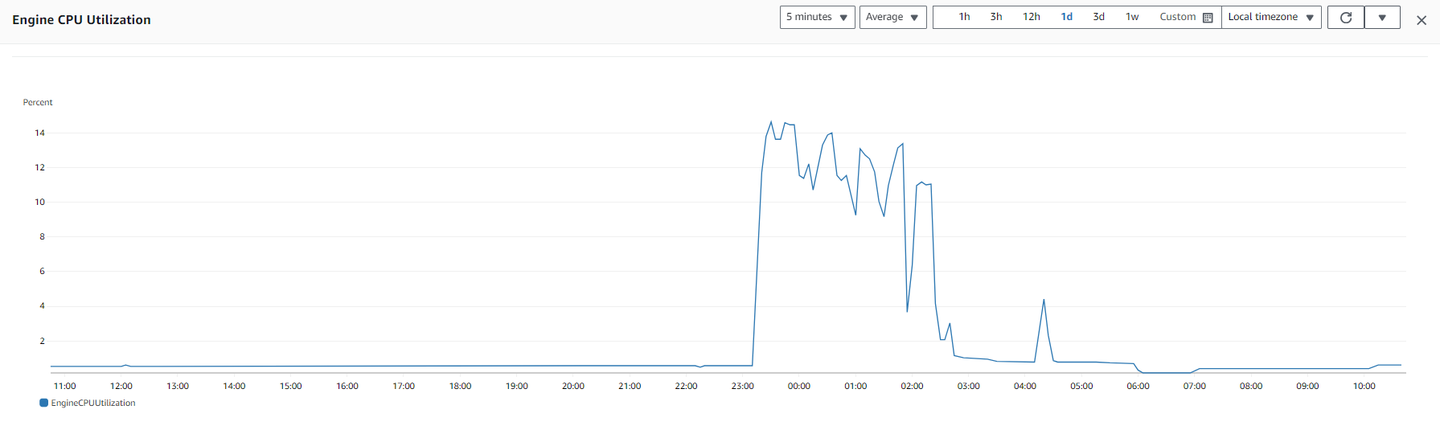 Engine CPU Utilization
5 minutes Average 1h 3h 12h 1d 3d 1w Custom Local timezone
Percent
14
12
10
8
6
4
2
11:00 12:00 13:00 14:00 15:00 16:00 17:00 18:00 19:00 20:00 21:00 22:00 23:00 00:00 01:00 02:00 03:00 04:00 05:00 06:00 07:00 08:00 09:00 10:00
EngineCPUUtilization